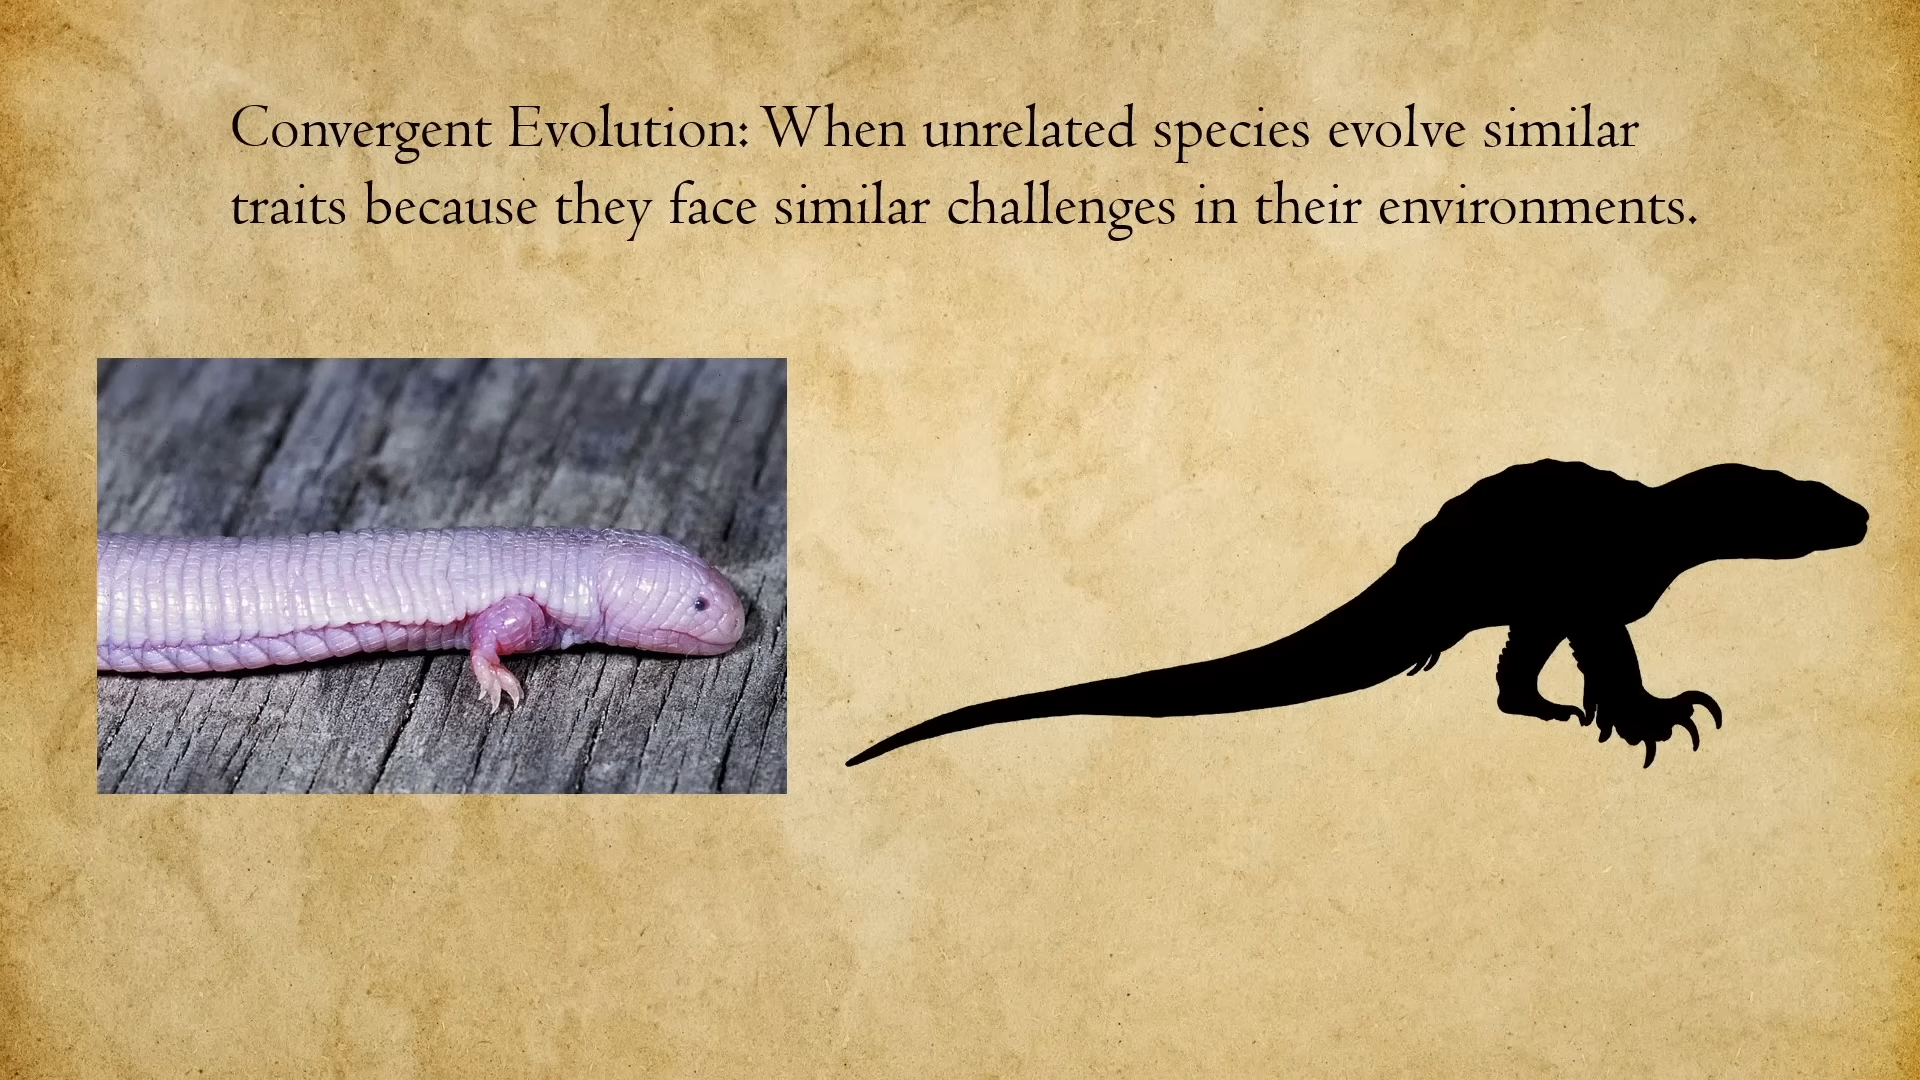 Convergent Evolution: When unrelated species evolve similar
traits because they face similar challenges in their environments.